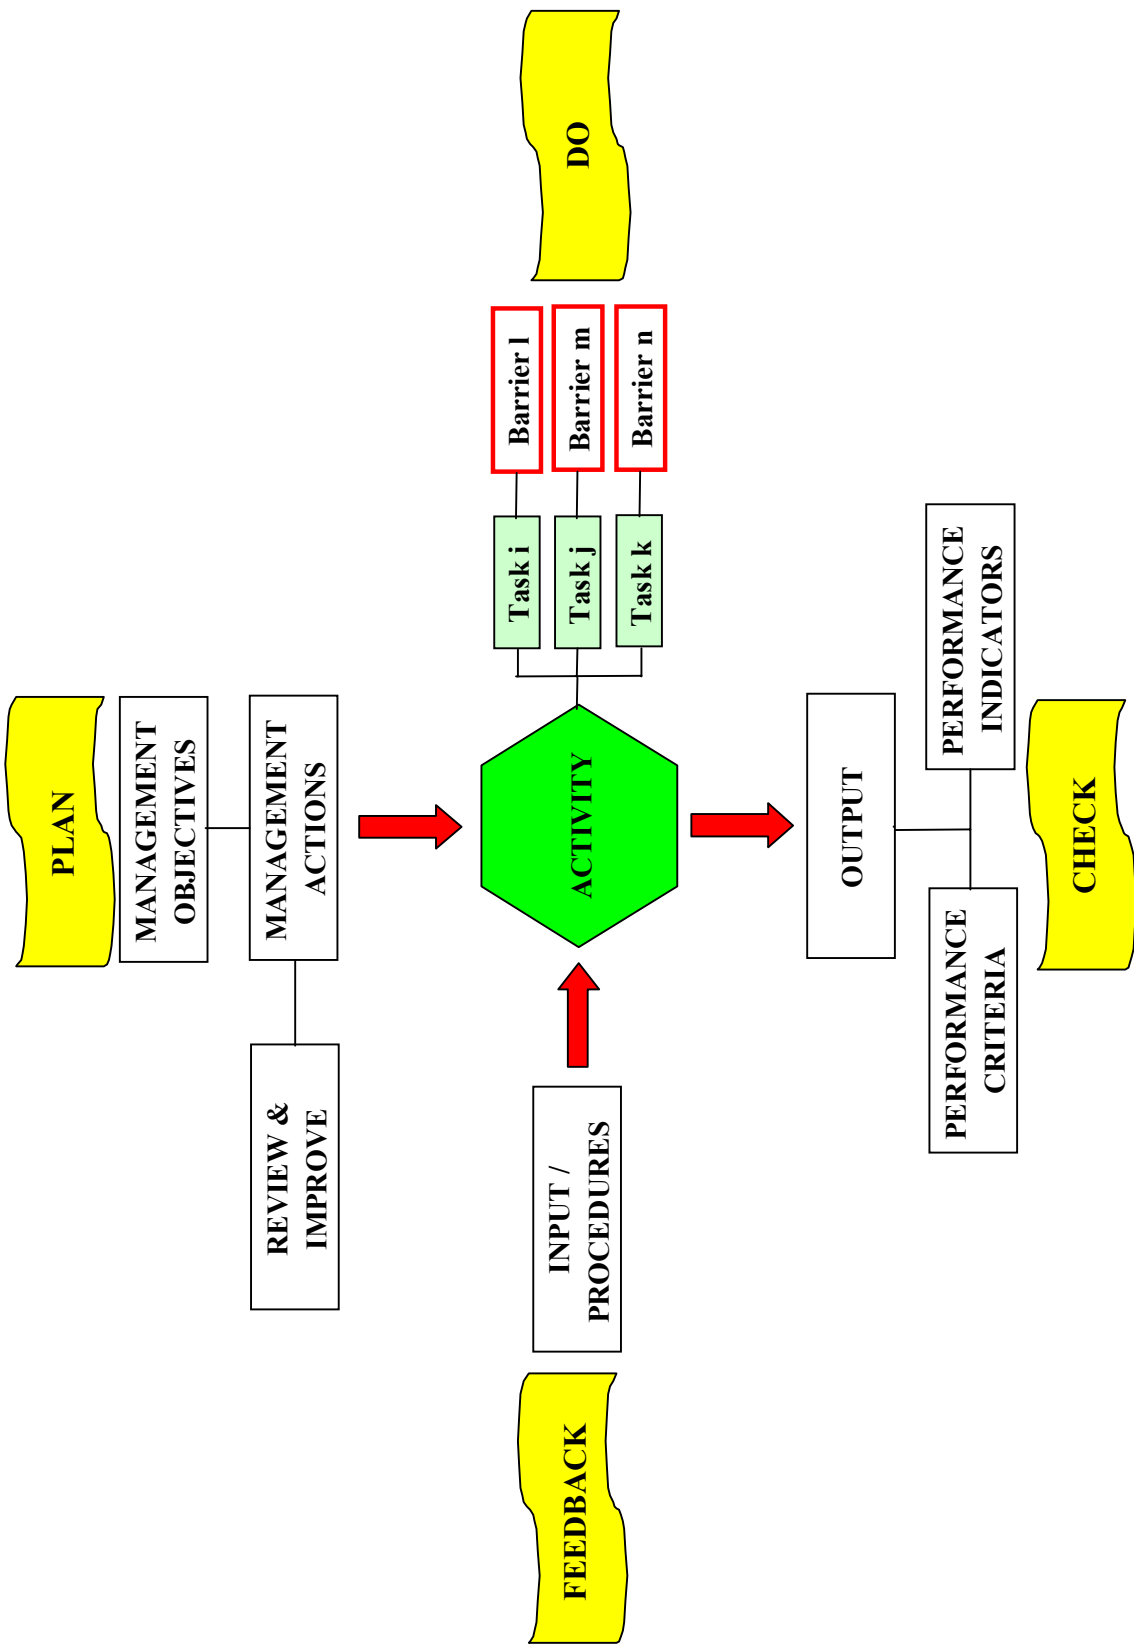 PLAN
MANAGEMENT
OBJECTIVES
REVIEW &
IMPROVE
MANAGEMENT
ACTIONS
FEEDBACK
INPUT /
PROCEDURES
ACTIVITY
Task i
Barrier l
Task j
Barrier m
Task k
Barrier n
DO
OUTPUT
PERFORMANCE
CRITERIA
PERFORMANCE
INDICATORS
CHECK